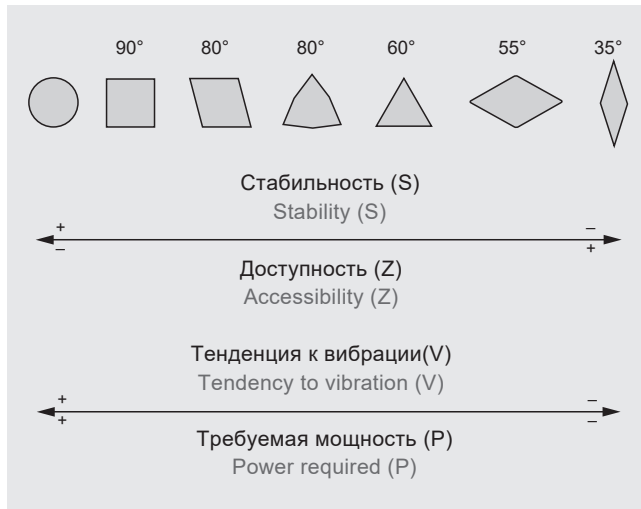 90° 80° 80° 60° 55° 35°
Стабильность (S)
Stability (S)
+ –
– +
Доступность (Z)
Accessibility (Z)
Тенденция к вибрации(V)
Tendency to vibration (V)
+ –
+ –
Требуемая мощность (P)
Power required (P)